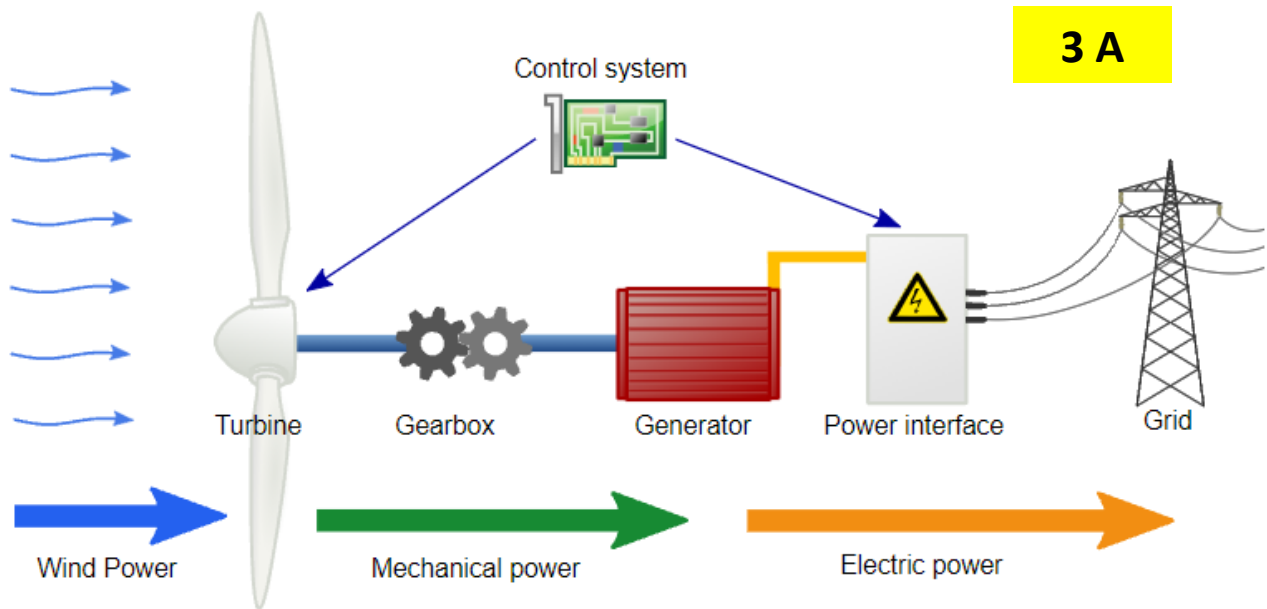 3 A
Control system
Turbine
Gearbox
Generator
Power interface
Grid
Wind Power
Mechanical power
Electric power